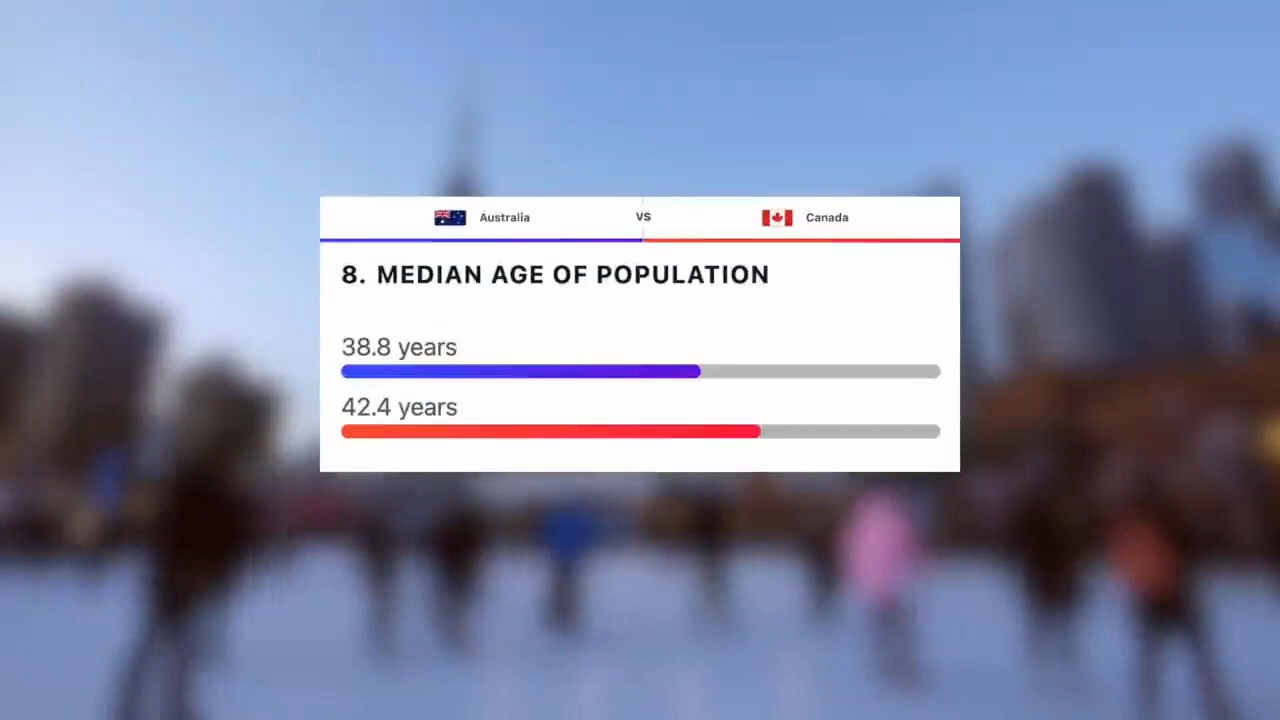 Australia VS Canada
8. MEDIAN AGE OF POPULATION
38.8 years
42.4 years